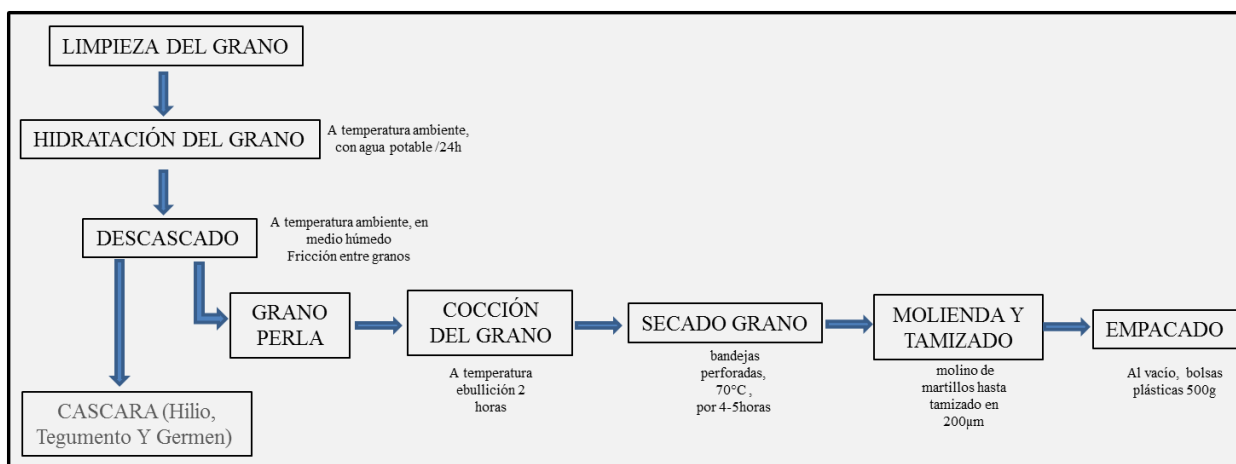 LIMPIEZA DEL GRANO
HIDRATACIÓN DEL GRANO
A temperatura ambiente,
con agua potable /24h
DESCASCADO
A temperatura ambiente, en
medio húmedo
Fricción entre granos
GRANO
PERLA
COCCIÓN
DEL GRANO
A temperatura
ebullición 2
horas
SECADO GRANO
bandejas
perforadas,
70°C ,
por 4-5horas
MOLIENDA Y
TAMIZADO
molino de
martillos hasta
tamizado en
200µm
EMPACADO
Al vacío, bolsas
plásticas 500g
CASCARA (Hilio,
Tegumento Y Germen)